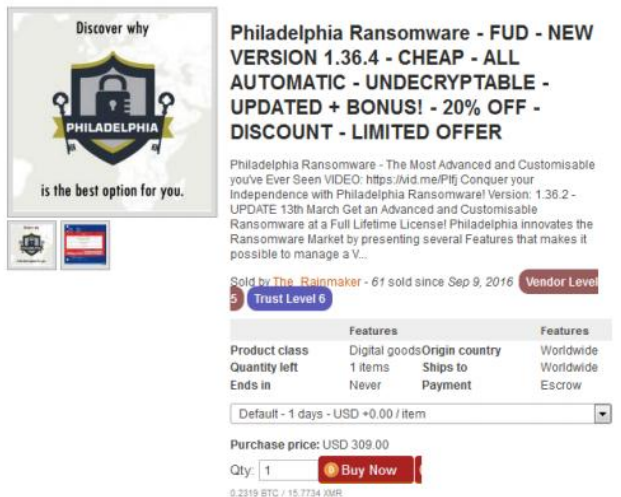 Discover why
PHILADELPHIA
is the best option for you.
Philadelphia Ransomware - FUD - NEW
VERSION 1.36.4 - CHEAP - ALL
AUTOMATIC - UNDECRYPTABLE -
UPDATED + BONUS! - 20% OFF -
DISCOUNT - LIMITED OFFER
Philadelphia Ransomware - The Most Advanced and Customisable
you've Ever Seen VIDEO: https://vid.me/Plfj Conquer your
Independence with Philadelphia Ransomware! Version: 1.36.2 -
UPDATE 13th March Get an Advanced and Customisable
Ransomware at a Full Lifetime License! Philadelphia innovates the
Ransomware Market by presenting several Features that makes it
possible to manage a V...
Sold by The_Rainmaker - 61 sold since Sep 9, 2016 Vendor Level
5 Trust Level 6
Features Features
Product class Digital goods Origin country Worldwide
Quantity left 1 items Ships to Worldwide
Ends in Never Payment Escrow
Default - 1 days - USD +0.00 / item
Purchase price: USD 309.00
Qty: 1 Buy Now
0.2319 BTC / 15.7734 XMR